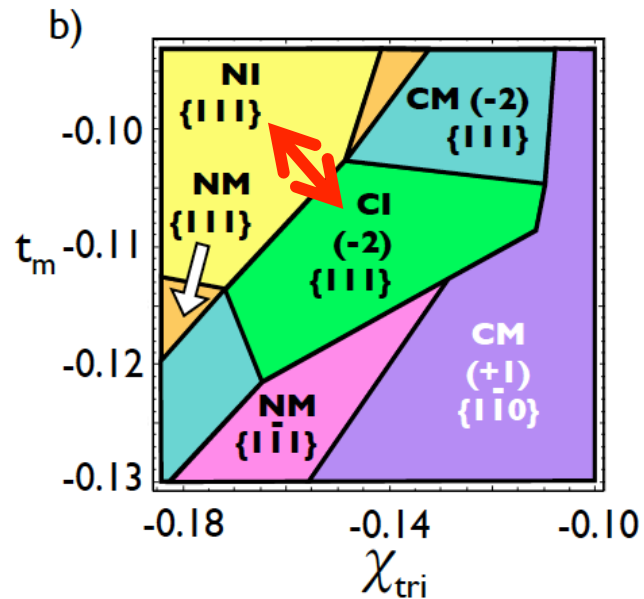 b)
NI
{111}
NM
{111}
CM (-2)
{111}
CI
(-2)
{111}
CM
(+1)
{11̄0}
NM
{11̄1}
-0.10
-0.11
-0.12
-0.13
t_m
-0.18
-0.14
-0.10
χ_tri